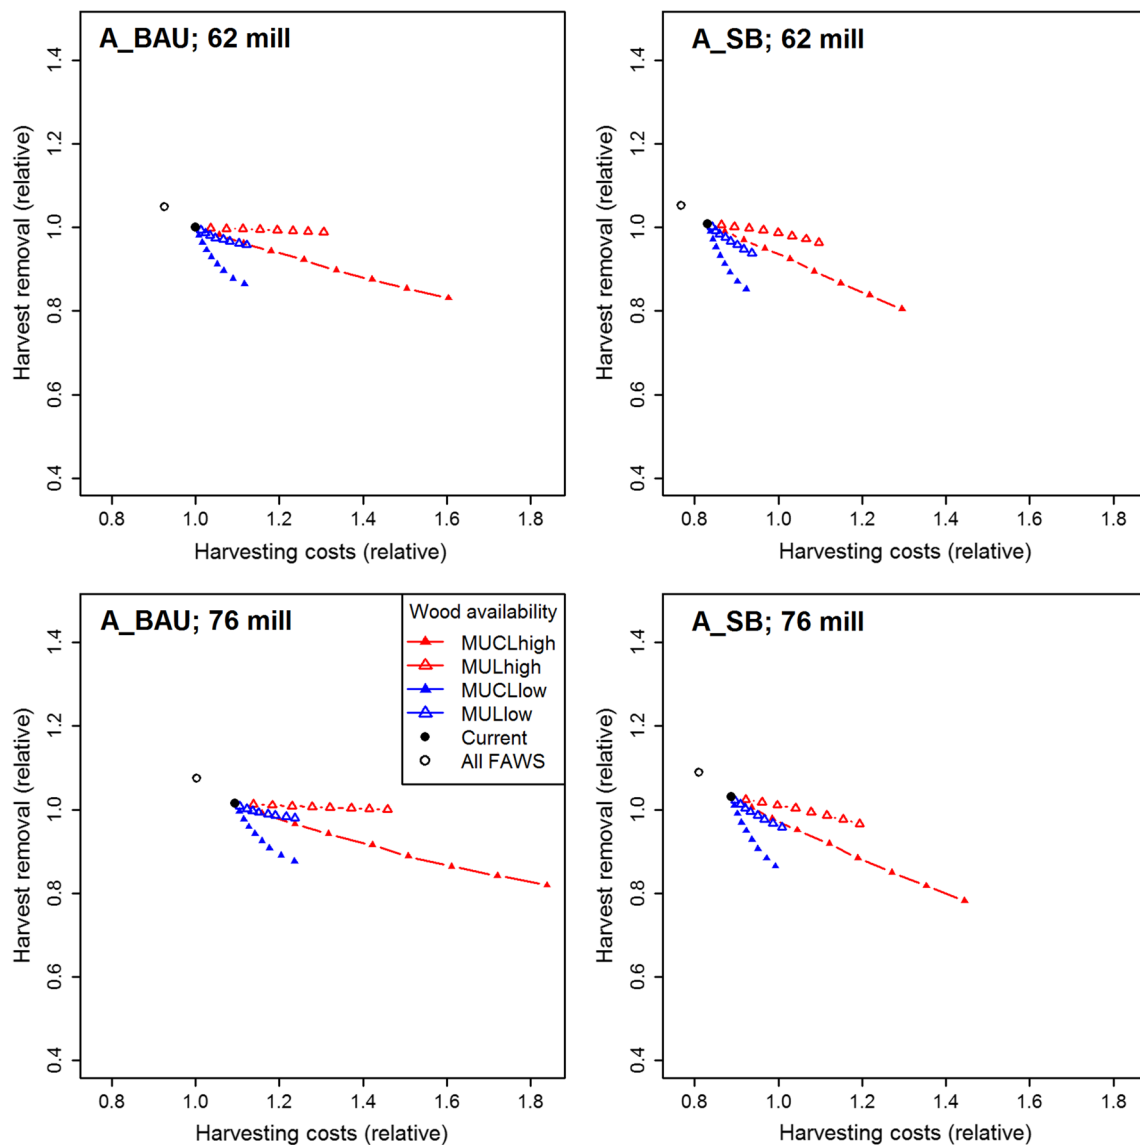 A_BAU; 62 mill
Harvest removal (relative)
1.4
1.2
1.0
0.8
0.6
0.4
0.8 1.0 1.2 1.4 1.6 1.8
Harvesting costs (relative)
A_SB; 62 mill
Harvest removal (relative)
1.4
1.2
1.0
0.8
0.6
0.4
0.8 1.0 1.2 1.4 1.6 1.8
Harvesting costs (relative)
A_BAU; 76 mill
Wood availability
MUCLhigh
MULhigh
MUCLlow
MULlow
Current
All FAWS
Harvest removal (relative)
1.4
1.2
1.0
0.8
0.6
0.4
0.8 1.0 1.2 1.4 1.6 1.8
Harvesting costs (relative)
A_SB; 76 mill
Harvest removal (relative)
1.4
1.2
1.0
0.8
0.6
0.4
0.8 1.0 1.2 1.4 1.6 1.8
Harvesting costs (relative)